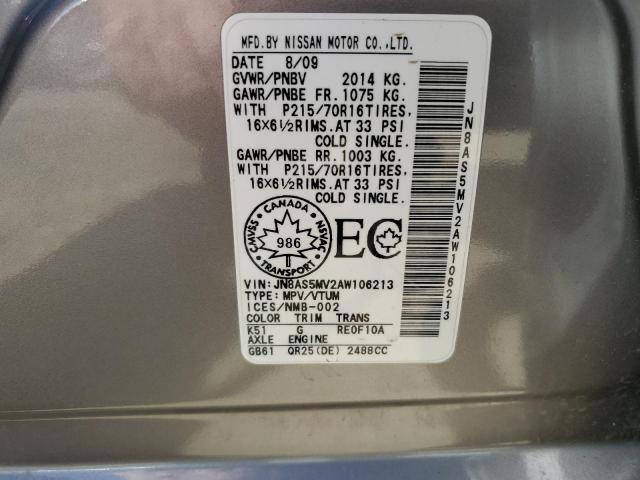 MFD.BY NISSAN MOTOR CO.,LTD.
DATE 8/09
GVWR/PNBV 2014 KG.
GAWR/PNBE FR.1075 KG.
WITH P215/70R16TIRES,
16X6½RIMS.AT 33 PSI
COLD SINGLE.
GAWR/PNBE RR.1003 KG.
WITH P215/70R16TIRES,
16X6½RIMS.AT 33 PSI
COLD SINGLE.
CANADA
CMVSS
NSVAC
986
EC
VIN:JN8AS5MV2AW106213
TYPE:MPV/VTUM
ICES/NMB-002
COLOR TRIM TRANS
K51 G RE0F10A
AXLE ENGINE
GB61 QR25(DE) 2488CC
JN8AS5MV2AW106213